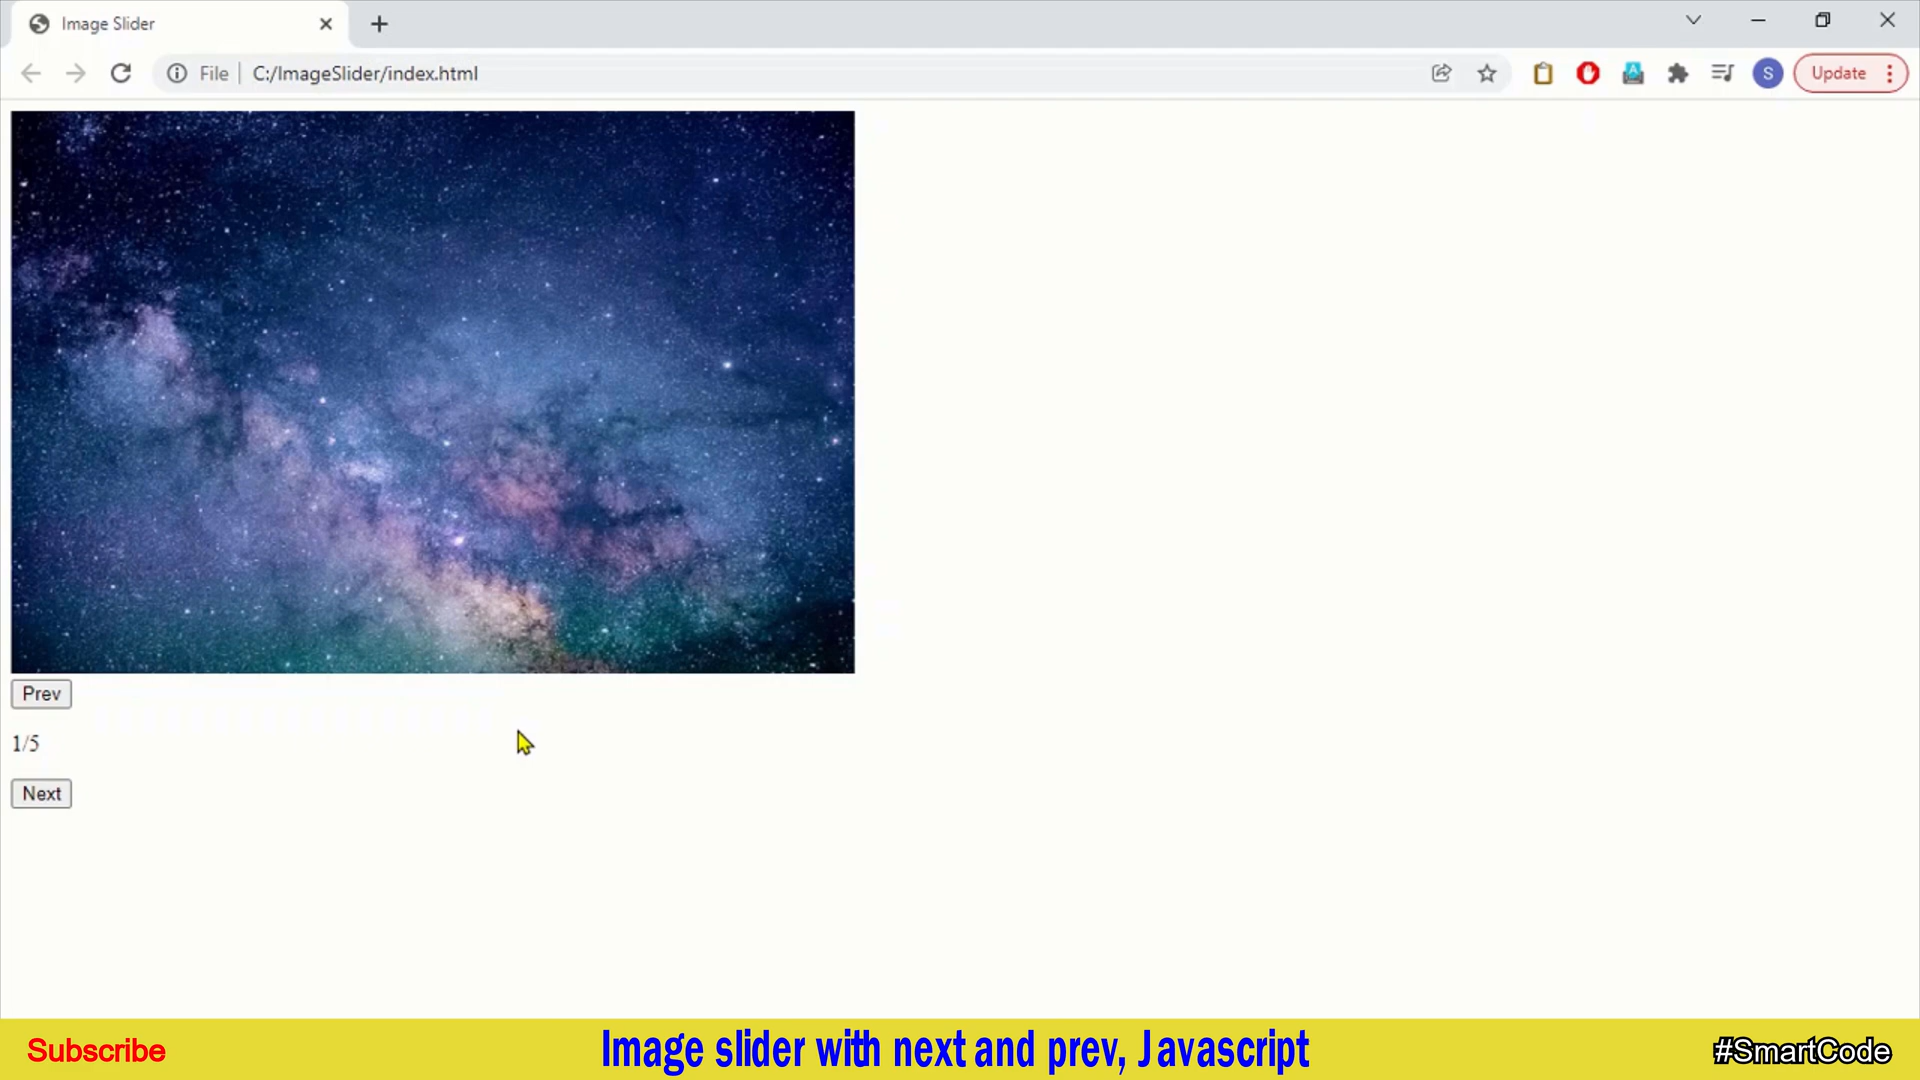 Image Slider
File
C:/ImageSlider/index.html
A
S
Update
Prev
1/5
Next
Subscribe
Image slider with next and prev, Javascript
#SmartCode